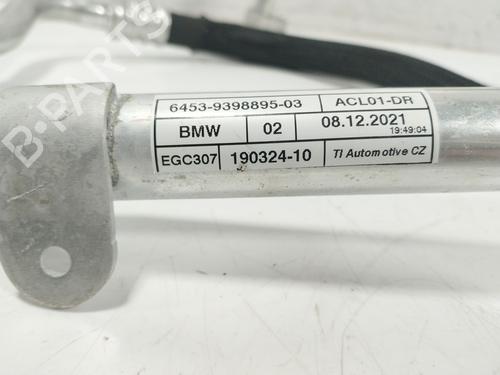 6453-9398895-03 ACL01-DR
BMW 02 08.12.2021
19:49:04
EGC307 190324-10 TI Automotive CZ
B-PARTS